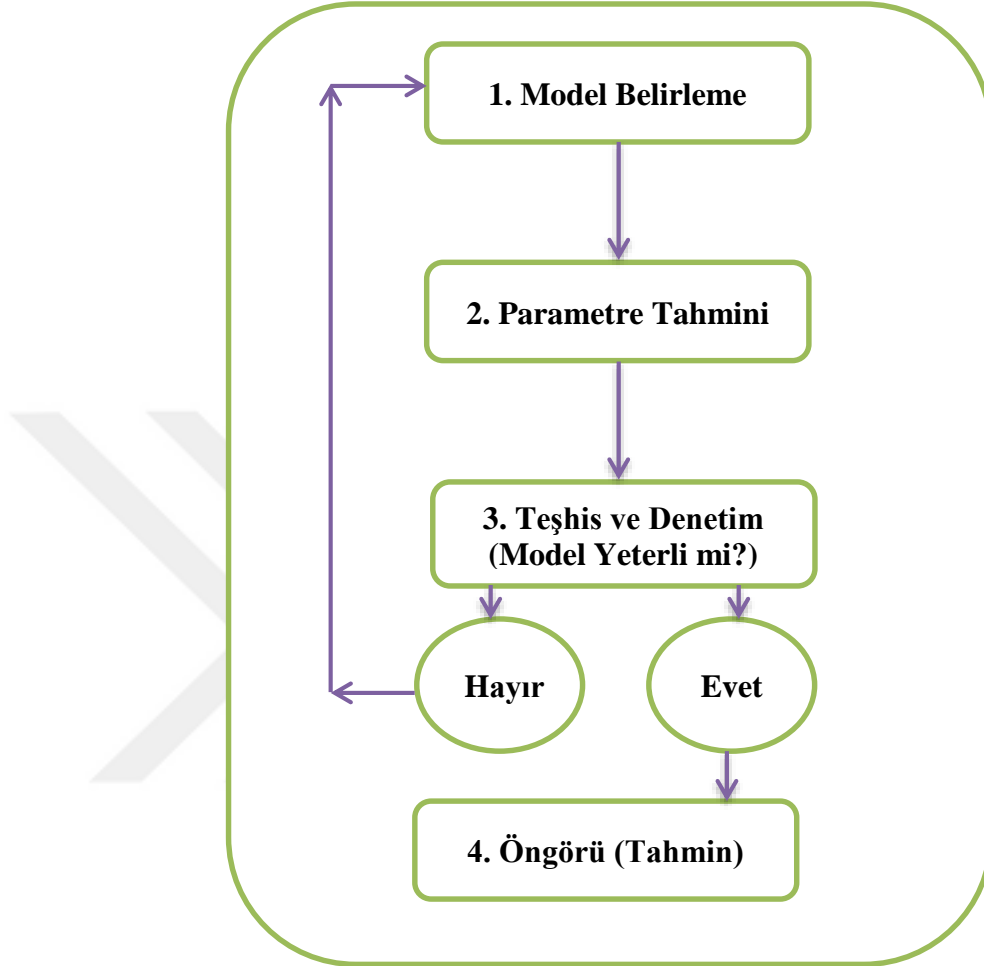 1. Model Belirleme
2. Parametre Tahmini
3. Teşhis ve Denetim
(Model Yeterli mi?)
Hayır
Evet
4. Öngörü (Tahmin)